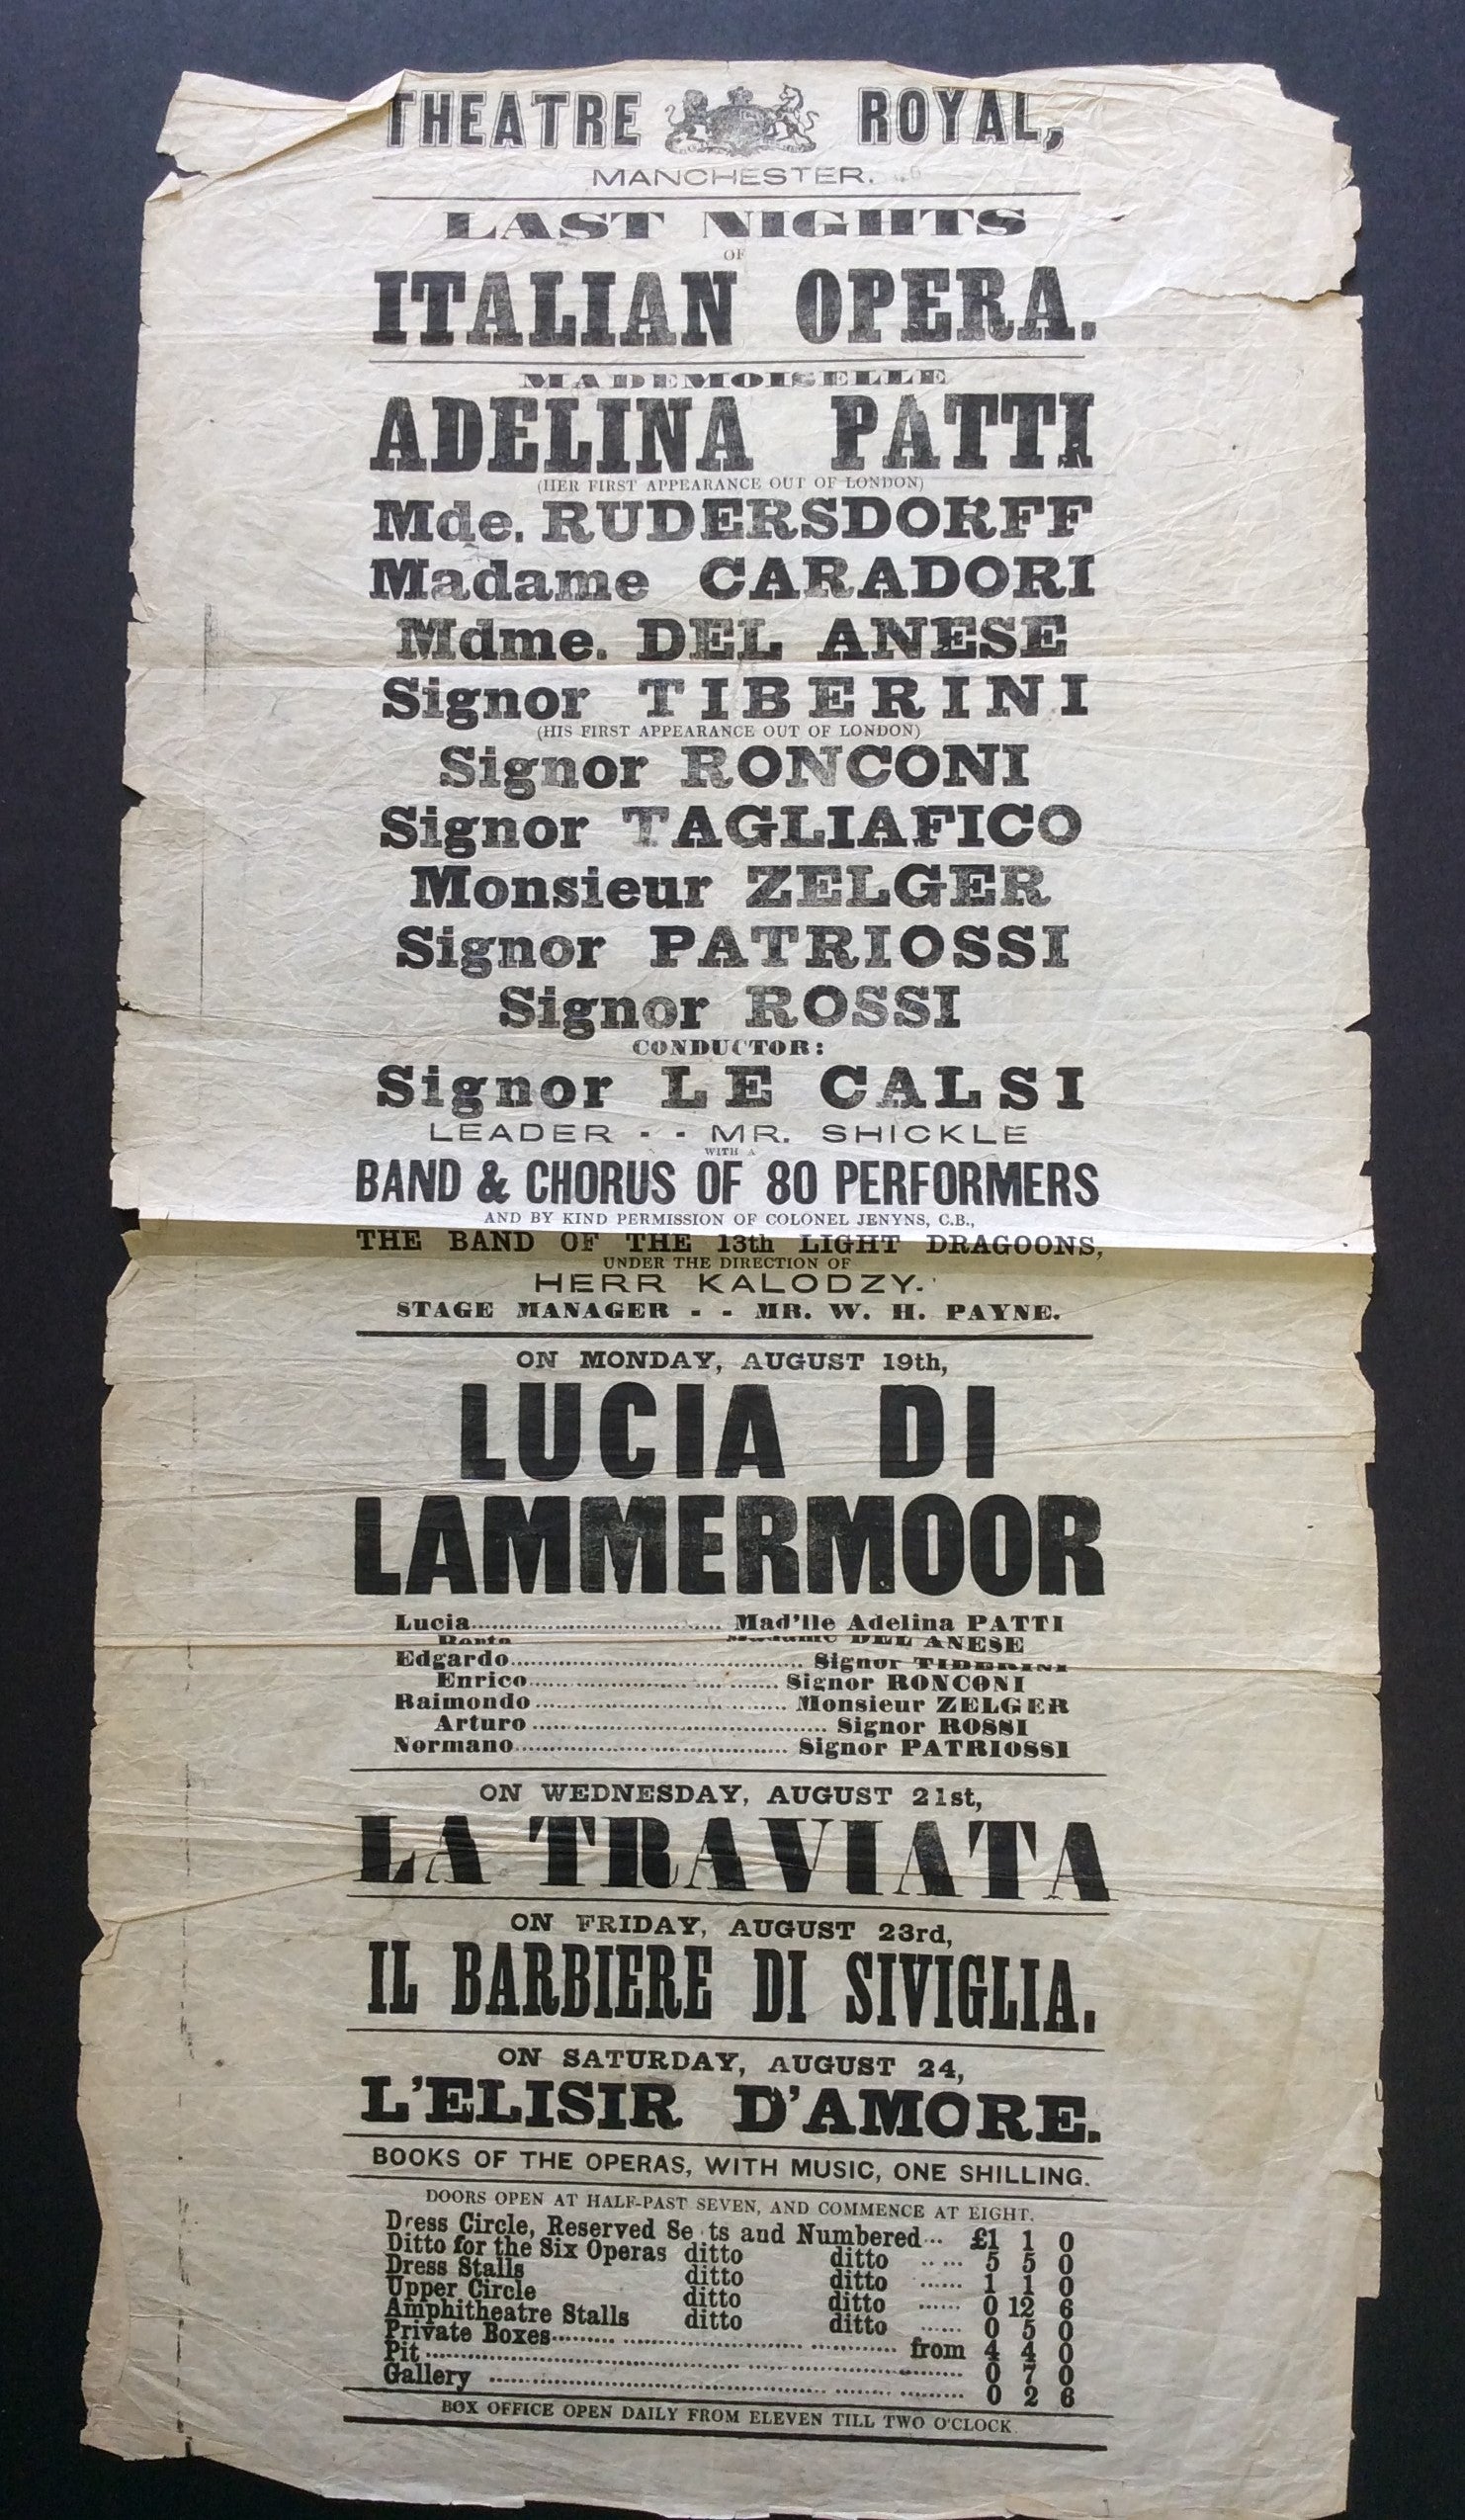 THEATRE ROYAL,
MANCHESTER.
LAST NIGHTS
OF
ITALIAN OPERA.
MADEMOISELLE
ADELINA PATTI
(HER FIRST APPEARANCE OUT OF LONDON)
Mde. RUDERSDORFF
Madame CARADORI
Mdme. DEL ANESE
Signor TIBERINI
(HIS FIRST APPEARANCE OUT OF LONDON)
Signor RONCONI
Signor TAGLIAFICO
Monsieur ZELGER
Signor PATRIOSSI
Signor ROSSI
CONDUCTOR:
Signor LE CALSI
LEADER - - MR. SHICKLE
WITH A
BAND & CHORUS OF 80 PERFORMERS
AND BY KIND PERMISSION OF COLONEL JENYNS, C.B.,
THE BAND OF THE 13th LIGHT DRAGOONS,
UNDER THE DIRECTION OF
HERR KALODZY.
STAGE MANAGER - - MR. W. H. PAYNE.
ON MONDAY, AUGUST 19th,
LUCIA DI
LAMMERMOOR
Lucia.......... Mad'lle Adelina PATTI
Madame DEL ANESE
Edgardo.......... Signor TIBERINI
Enrico.......... Signor RONCONI
Raimondo.......... Monsieur ZELGER
Arturo.......... Signor ROSSI
Normano.......... Signor PATRIOSSI
ON WEDNESDAY, AUGUST 21st,
LA TRAVIATA
ON FRIDAY, AUGUST 23rd,
IL BARBIERE DI SIVIGLIA.
ON SATURDAY, AUGUST 24,
L'ELISIR D'AMORE.
BOOKS OF THE OPERAS, WITH MUSIC, ONE SHILLING.
DOORS OPEN AT HALF-PAST SEVEN, AND COMMENCE AT EIGHT.
Dress Circle, Reserved Se ts and Numbered... £1 1 0
Ditto for the Six Operas ditto ditto ...... 5 5 0
Dress Stalls ditto ditto ...... 1 1 0
Upper Circle ditto ditto ...... 0 12 6
Amphitheatre Stalls ditto ditto ...... 0 5 0
Private Boxes.......... from 4 4 0
Pit.......... 0 7 0
Gallery .......... 0 2 6
BOX OFFICE OPEN DAILY FROM ELEVEN TILL TWO O'CLOCK.